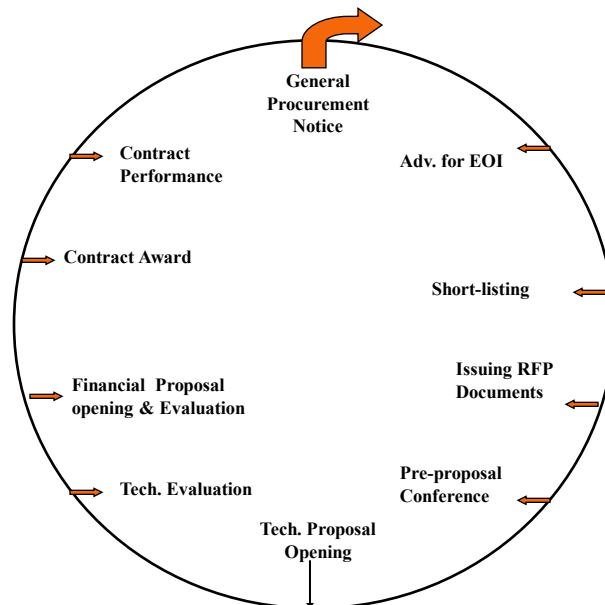 General
Procurement
Notice
Adv. for EOI
Short-listing
Issuing RFP
Documents
Pre-proposal
Conference
Tech. Proposal
Opening
Tech. Evaluation
Financial Proposal
opening & Evaluation
Contract Award
Contract
Performance